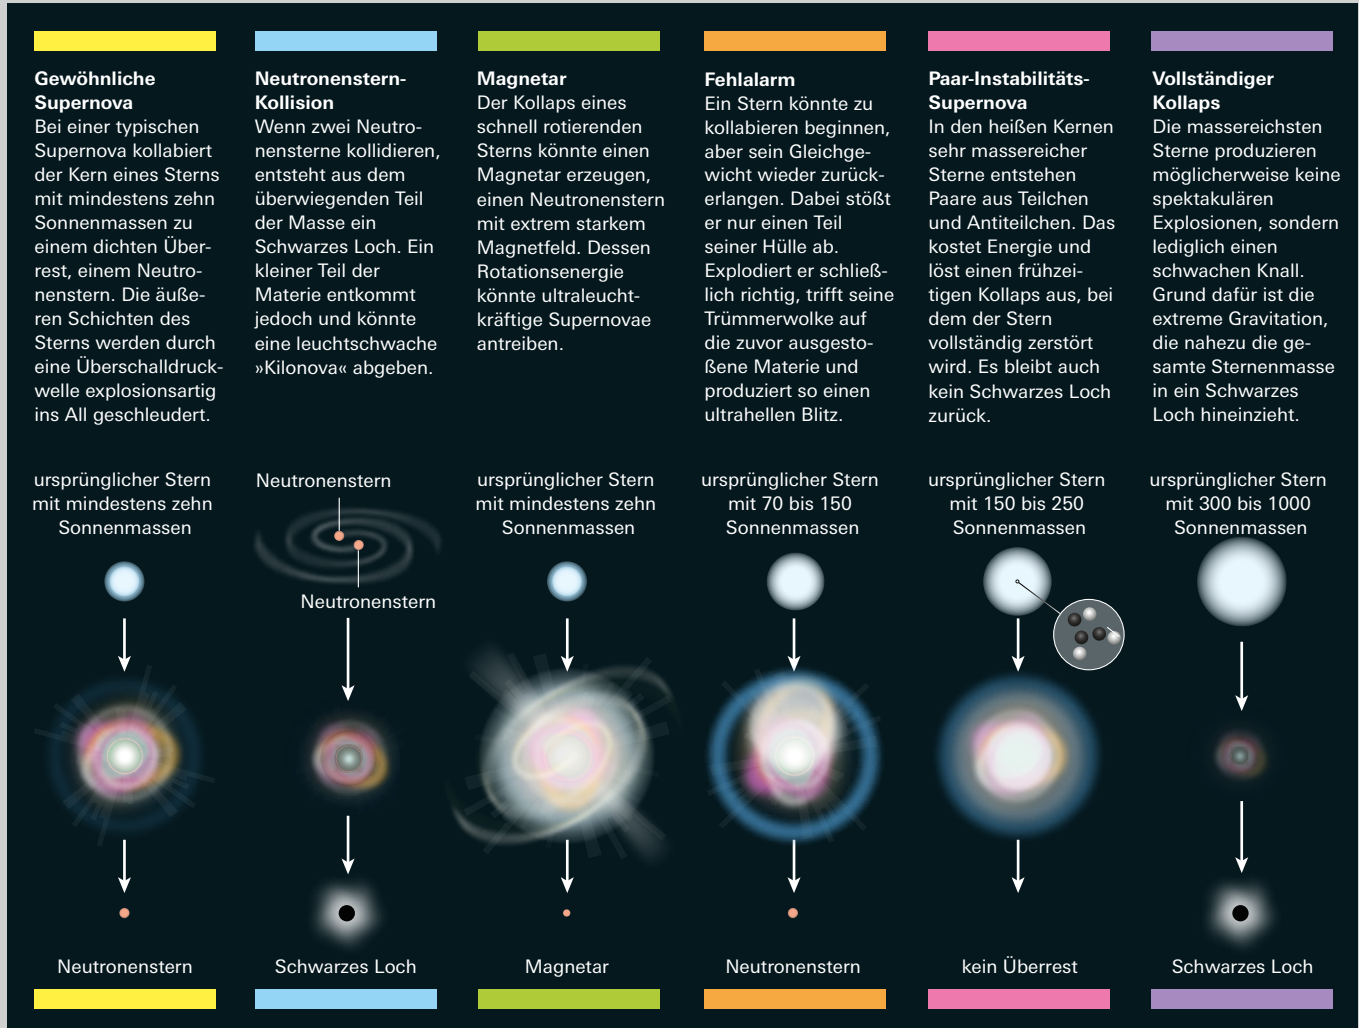 Gewöhnliche
Supernova
Bei einer typischen
Supernova kollabiert
der Kern eines Sterns
mit mindestens zehn
Sonnenmassen zu
einem dichten Über-
rest, einem Neutro-
nenstern. Die äuße-
ren Schichten des
Sterns werden durch
eine Überschalldruck-
welle explosionsartig
ins All geschleudert.
Neutronenstern-
Kollision
Wenn zwei Neutro-
nensterne kollidieren,
entsteht aus dem
überwiegenden Teil
der Masse ein
Schwarzes Loch. Ein
kleiner Teil der
Materie entkommt
jedoch und könnte
eine leuchtschwache
»Kilonova« abgeben.
Magnetar
Der Kollaps eines
schnell rotierenden
Sterns könnte einen
Magnetar erzeugen,
einen Neutronenstern
mit extrem starkem
Magnetfeld. Dessen
Rotationsenergie
könnte ultraleucht-
kräftige Supernovae
antreiben.
Fehlalarm
Ein Stern könnte zu
kollabieren beginnen,
aber sein Gleichge-
wicht wieder zurück-
erlangen. Dabei stößt
er nur einen Teil
seiner Hülle ab.
Explodiert er schließ-
lich richtig, trifft seine
Trümmerwolke auf
die zuvor ausgesto-
ßene Materie und
produziert so einen
ultrahellen Blitz.
Paar-Instabilitäts-
Supernova
In den heißen Kernen
sehr massereicher
Sterne entstehen
Paare aus Teilchen
und Antiteilchen. Das
kostet Energie und
löst einen frühzei-
tigen Kollaps aus, bei
dem der Stern
vollständig zerstört
wird. Es bleibt auch
kein Schwarzes Loch
zurück.
Vollständiger
Kollaps
Die massereichsten
Sterne produzieren
möglicherweise keine
spektakulären
Explosionen, sondern
lediglich einen
schwachen Knall.
Grund dafür ist die
extreme Gravitation,
die nahezu die ge-
samte Sternenmasse
in ein Schwarzes
Loch hineinzieht.
ursprünglicher Stern
mit mindestens zehn
Sonnenmassen
Neutronenstern
Neutronenstern
ursprünglicher Stern
mit mindestens zehn
Sonnenmassen
ursprünglicher Stern
mit 70 bis 150
Sonnenmassen
ursprünglicher Stern
mit 150 bis 250
Sonnenmassen
ursprünglicher Stern
mit 300 bis 1000
Sonnenmassen
Neutronenstern
Schwarzes Loch
Magnetar
Neutronenstern
kein Überrest
Schwarzes Loch